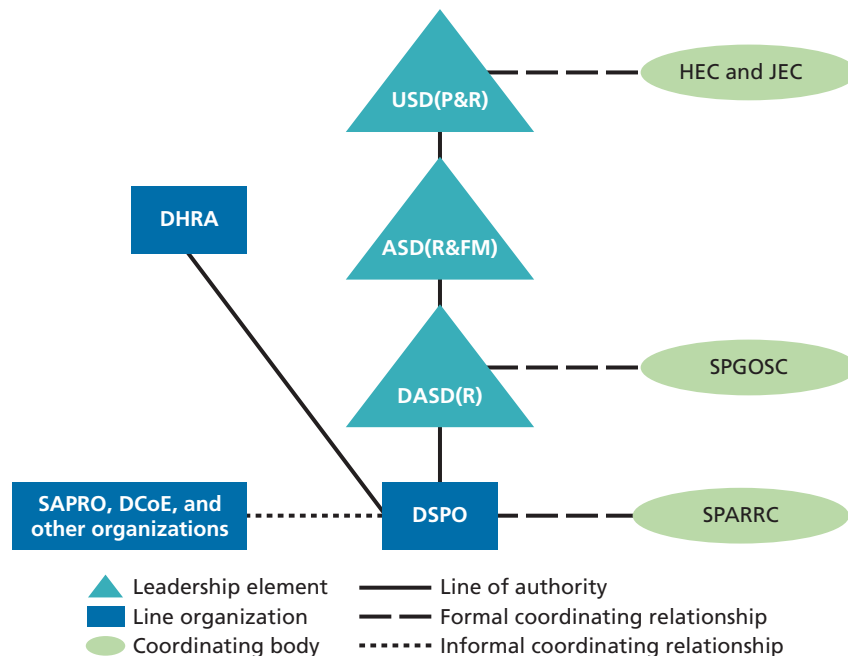 USD(P&R)
HEC and JEC
DHRA
ASD(R&FM)
DASD(R)
SPGOSC
SAPRO, DCoE, and
other organizations
DSPO
SPARRC
Leadership element
Line of authority
Line organization
Formal coordinating relationship
Coordinating body
Informal coordinating relationship